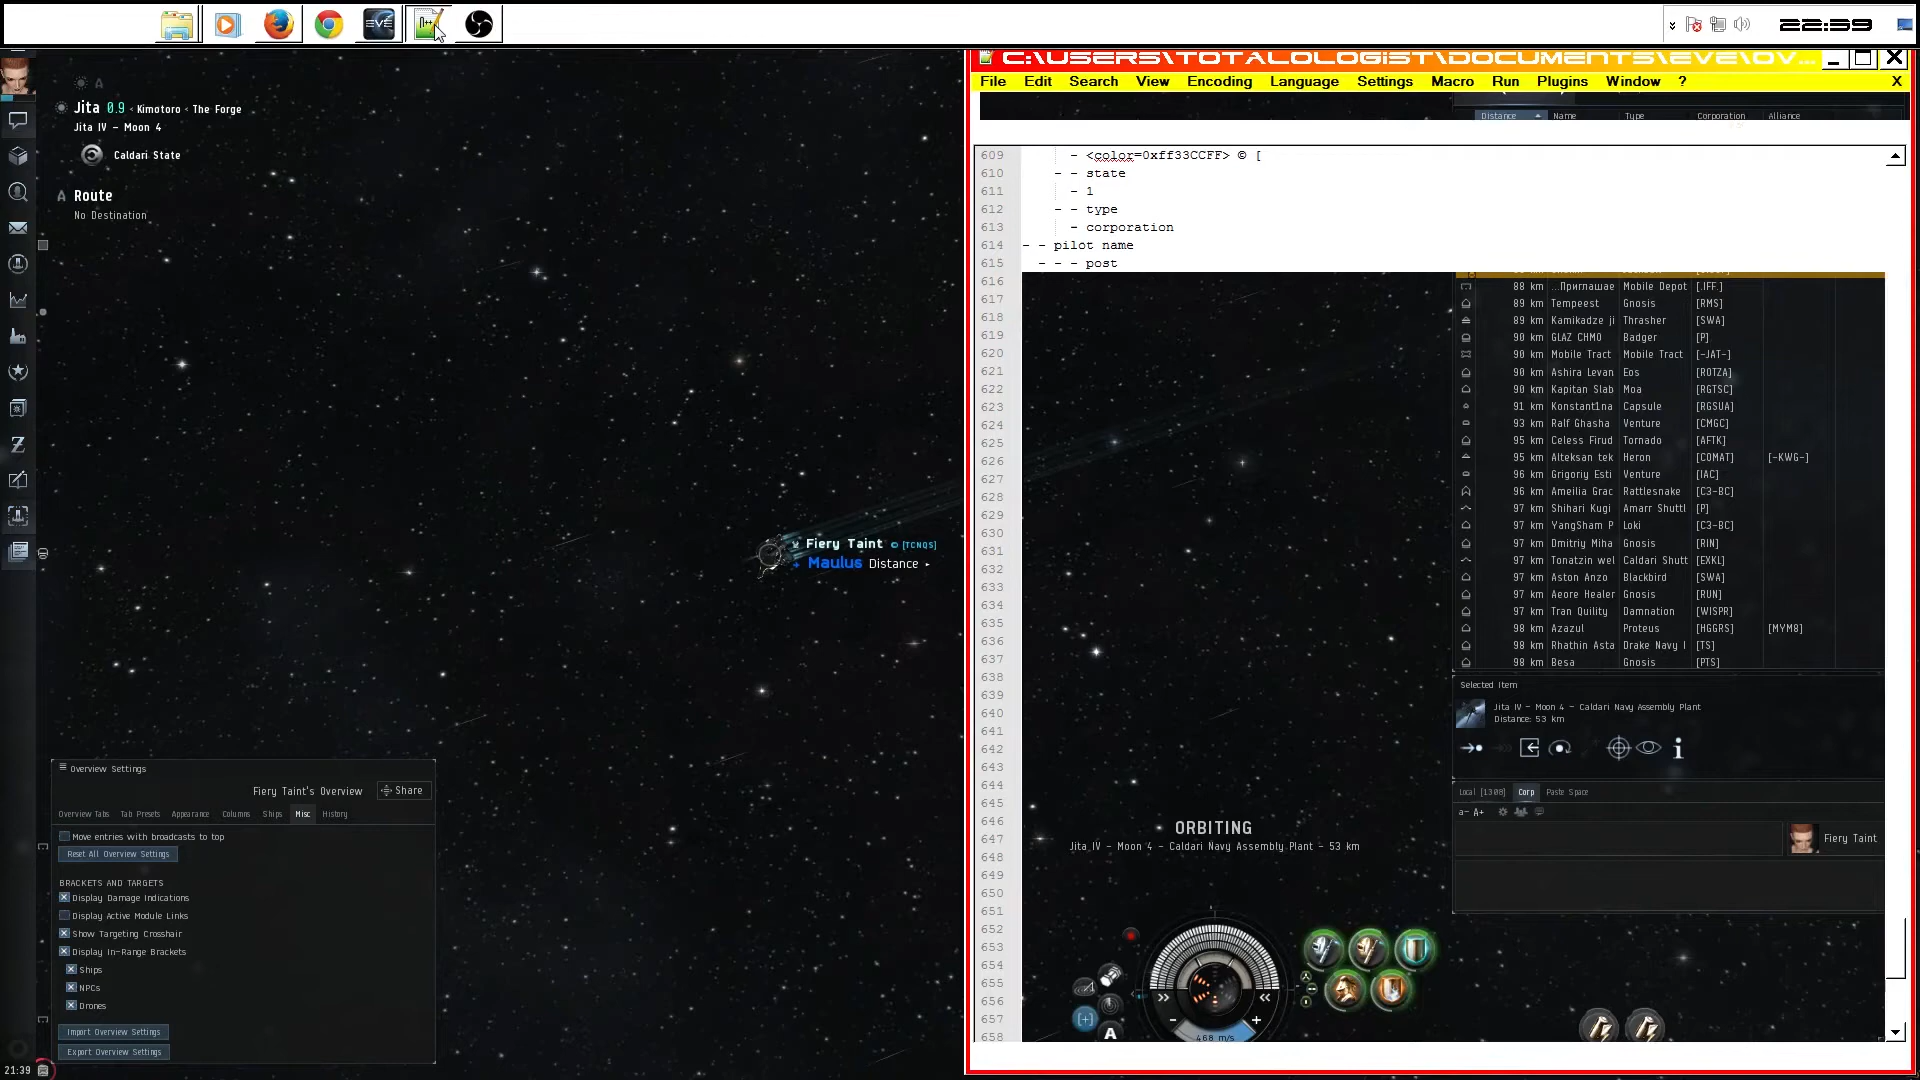 22:39
Jita 0.9 < Kimotoro < The Forge
Jita IV - Moon 4
Caldari State
Route
No Destination
Fiery Taint © [TCNQS]
Maulus Distance
Overview Settings
Fiery Taint's Overview
Share
Overview Tabs Tab Presets Appearance Columns Ships Misc History
Move entries with broadcasts to top
Reset All Overview Settings
BRACKETS AND TARGETS
Display Damage Indications
Display Active Module Links
Show Targeting Crosshair
Display In-Range Brackets
Ships
NPCs
Drones
Import Overview Settings
Export Overview Settings
21:39
C:\USERS\TOTALOLOGIST\DOCUMENTS\EVE\OV...
File Edit Search View Encoding Language Settings Macro Run Plugins Window ? X
Distance Name Type Corporation Alliance
609 - <color=0xff33CCFF> © [
610 - - state
611 - 1
612 - - type
613 - corporation
614 - - pilot name
615 - - - post
616
617
618
619
620
621
622
623
624
625
626
627
628
629
630
631
632
633
634
635
636
637
638
639
640
641
642
643
644
645
646
647
648
649
650
651
652
653
654
655
656
657
658
88 km ...Приглашае Mobile Depot [.IFF.]
89 km Tempeest Gnosis [RMS]
89 km Kamikadze ji Thrasher [SWA]
90 km GLAZ CHMO Badger [P]
90 km Mobile Tract Mobile Tract [-JAT-]
90 km Ashira Levan Eos [ROTZA]
90 km Kapitan Slab Moa [RGTSC]
91 km Konstant1na Capsule [RGSUA]
93 km Ralf Ghasha Venture [CMGC]
95 km Celess Firud Tornado [AFTK]
95 km Alteksan tek Heron [COMAT] [-KWG-]
96 km Grigoriy Esti Venture [IAC]
96 km Ameilia Grac Rattlesnake [C3-BC]
97 km Shihari Kugi Amarr Shuttl [P]
97 km YangSham P Loki [C3-BC]
97 km Dmitriy Miha Gnosis [RIN]
97 km Tonatzin wel Caldari Shutt [EXKL]
97 km Aston Anzo Blackbird [SWA]
97 km Aeore Healer Gnosis [RUN]
97 km Tran Quility Damnation [WISPR]
98 km Azazul Proteus [HGGRS] [MYM8]
98 km Rhathin Asta Drake Navy I [TS]
98 km Besa Gnosis [PTS]
Selected Item
Jita IV - Moon 4 - Caldari Navy Assembly Plant
Distance: 53 km
Local [1308] Corp Paste Space
a- A+
Fiery Taint
ORBITING
Jita IV - Moon 4 - Caldari Navy Assembly Plant - 53 km
A
468 m/s